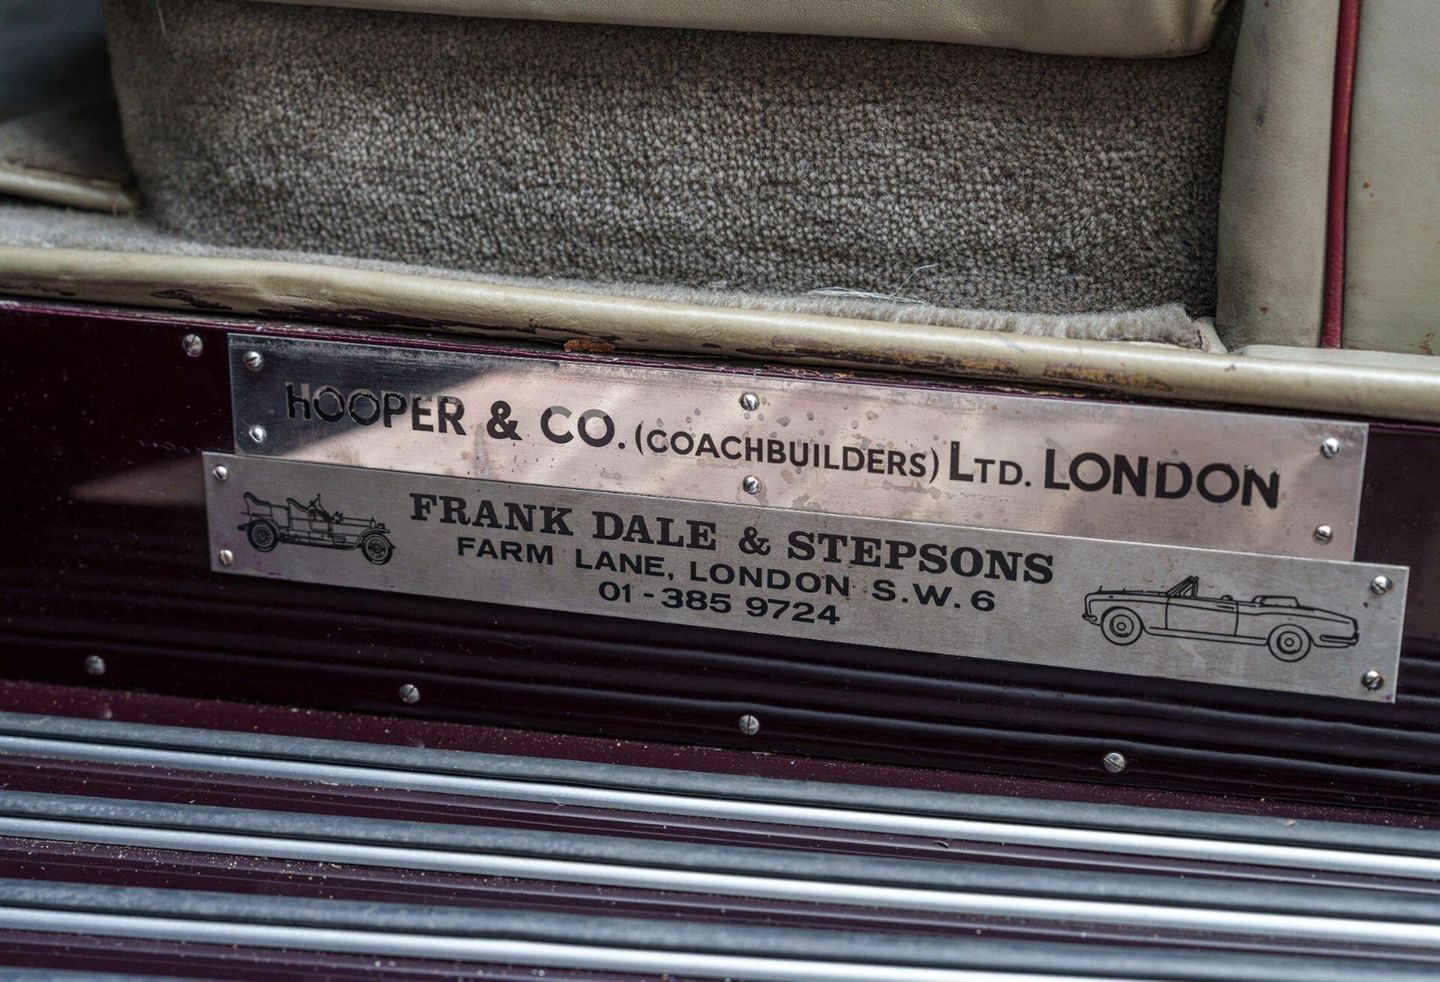 HOOPER & CO. (COACHBUILDERS) LTD. LONDON
FRANK DALE & STEPSONS
FARM LANE, LONDON S.W.6
01-385 9724